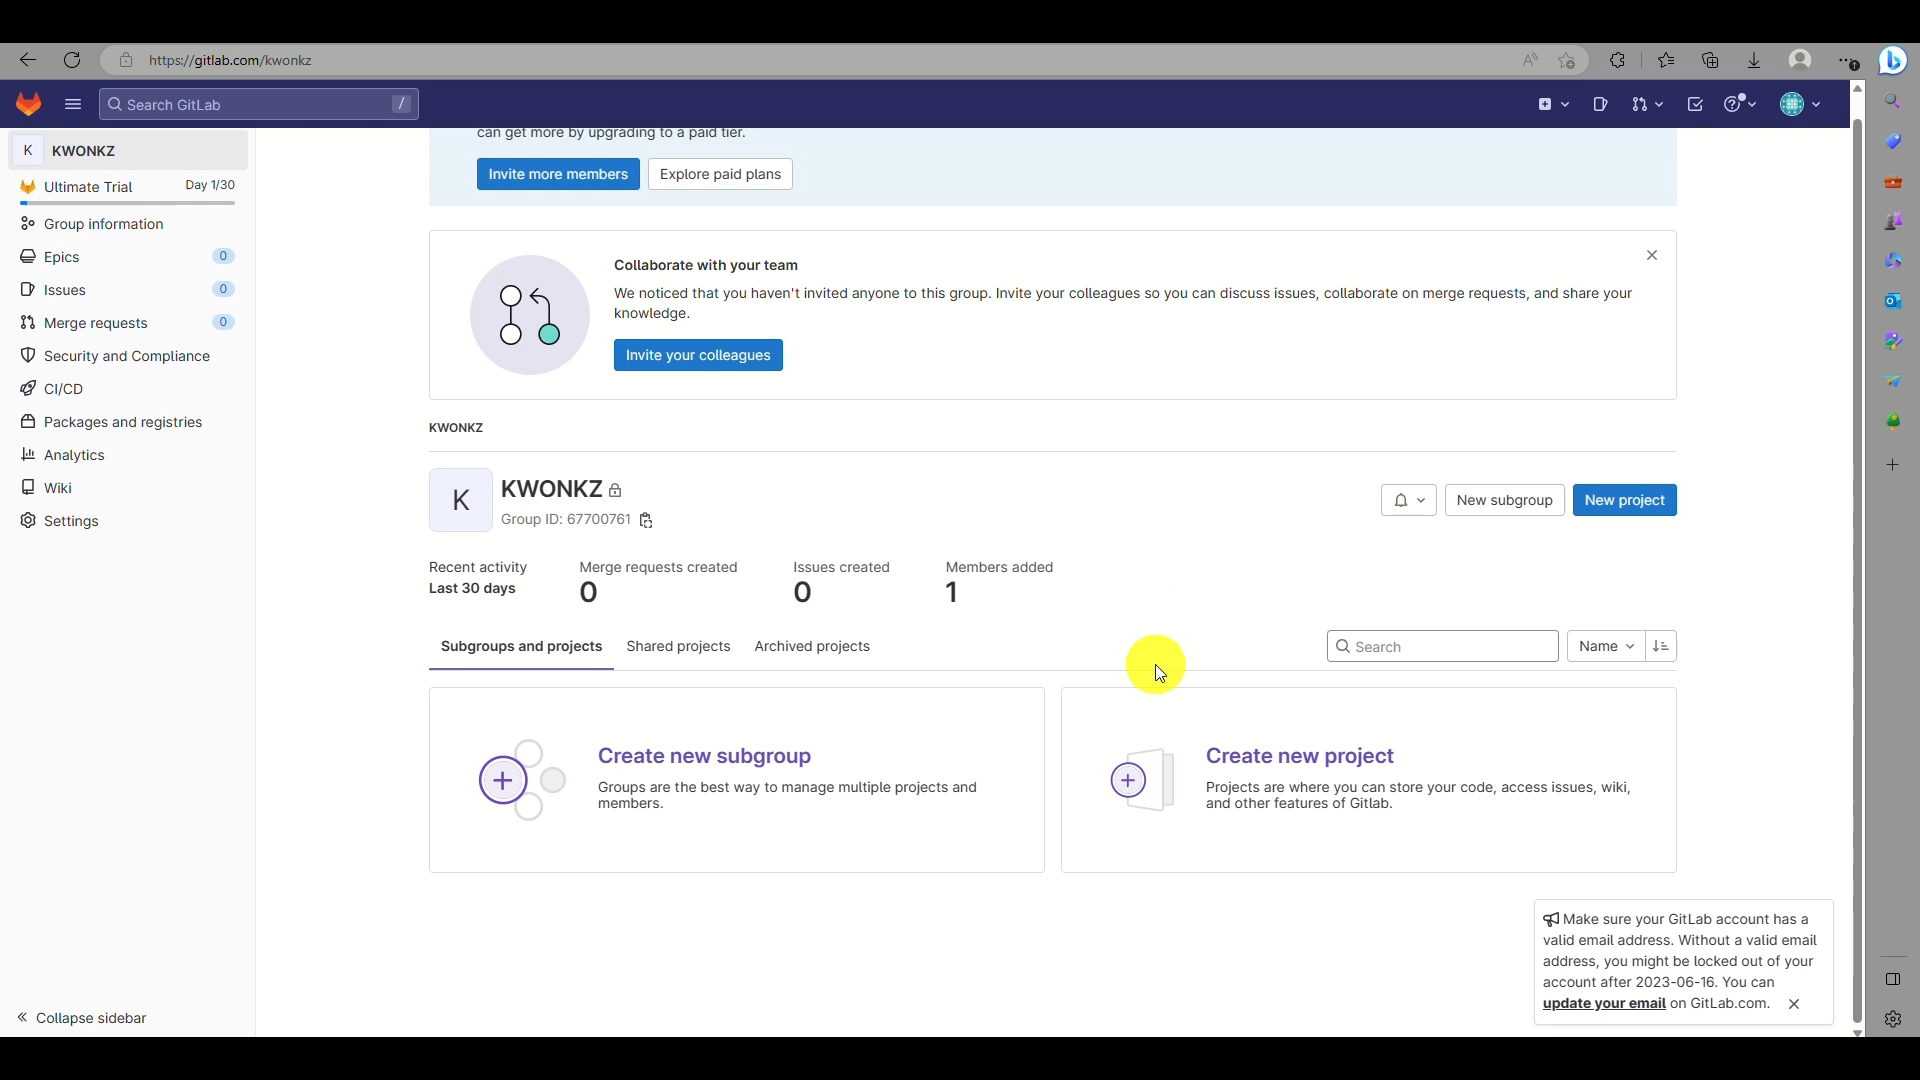 https://gitlab.com/kwonkz
Search GitLab /
K KWONKZ
Ultimate Trial Day 1/30
Group information
Epics 0
Issues 0
Merge requests 0
Security and Compliance
CI/CD
Packages and registries
Analytics
Wiki
Settings
Collapse sidebar
can get more by upgrading to a paid tier.
Invite more members Explore paid plans
Collaborate with your team
We noticed that you haven't invited anyone to this group. Invite your colleagues so you can discuss issues, collaborate on merge requests, and share your
knowledge.
Invite your colleagues
KWONKZ
K KWONKZ
Group ID: 67700761
New subgroup New project
Recent activity Merge requests created Issues created Members added
Last 30 days 0 0 1
Subgroups and projects Shared projects Archived projects
Search Name
Create new subgroup
Groups are the best way to manage multiple projects and
members.
Create new project
Projects are where you can store your code, access issues, wiki,
and other features of Gitlab.
Make sure your GitLab account has a
valid email address. Without a valid email
address, you might be locked out of your
account after 2023-06-16. You can
update your email on GitLab.com.